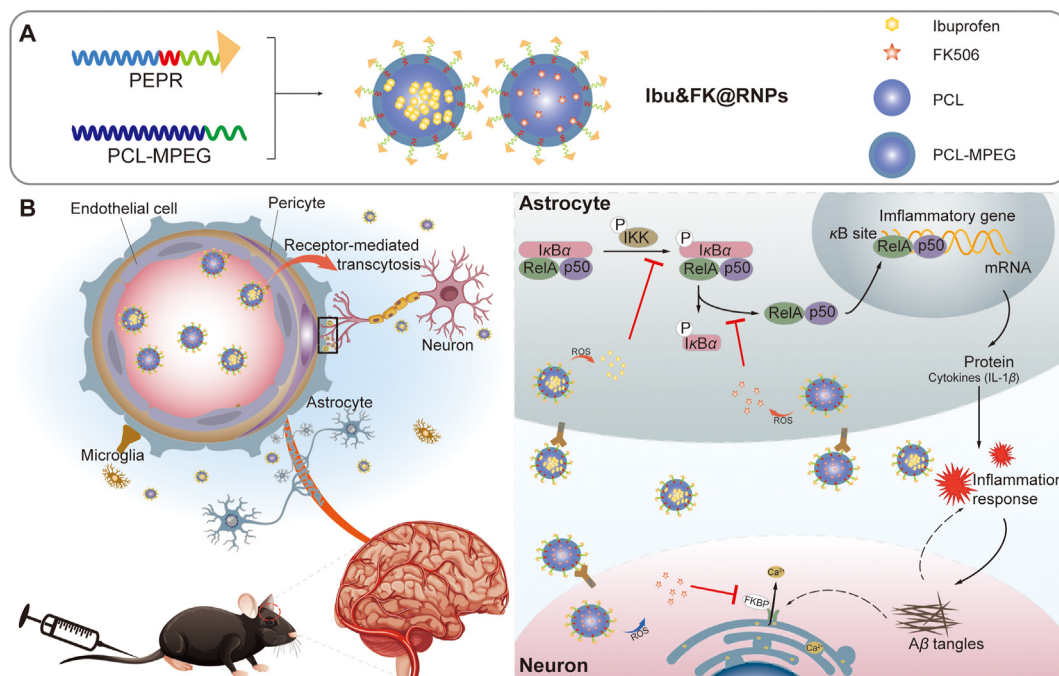 A
PEPR
PCL-MPEG
Ibu&FK@RNPs
Ibuprofen
FK506
PCL
PCL-MPEG
B
Endothelial cell
Pericyte
Receptor-mediated
transcytosis
Neuron
Astrocyte
Microglia
Astrocyte
P
IKK
IκBα
RelA
p50
P
IκBα
RelA
p50
P
IκBα
RelA
p50
Inflammatory gene
κB site
RelA
p50
mRNA
Protein
Cytokines (IL-1β)
ROS
ROS
Inflammation
response
Ca²⁺
FKBP
ROS
Ca²⁺
Aβ tangles
Neuron